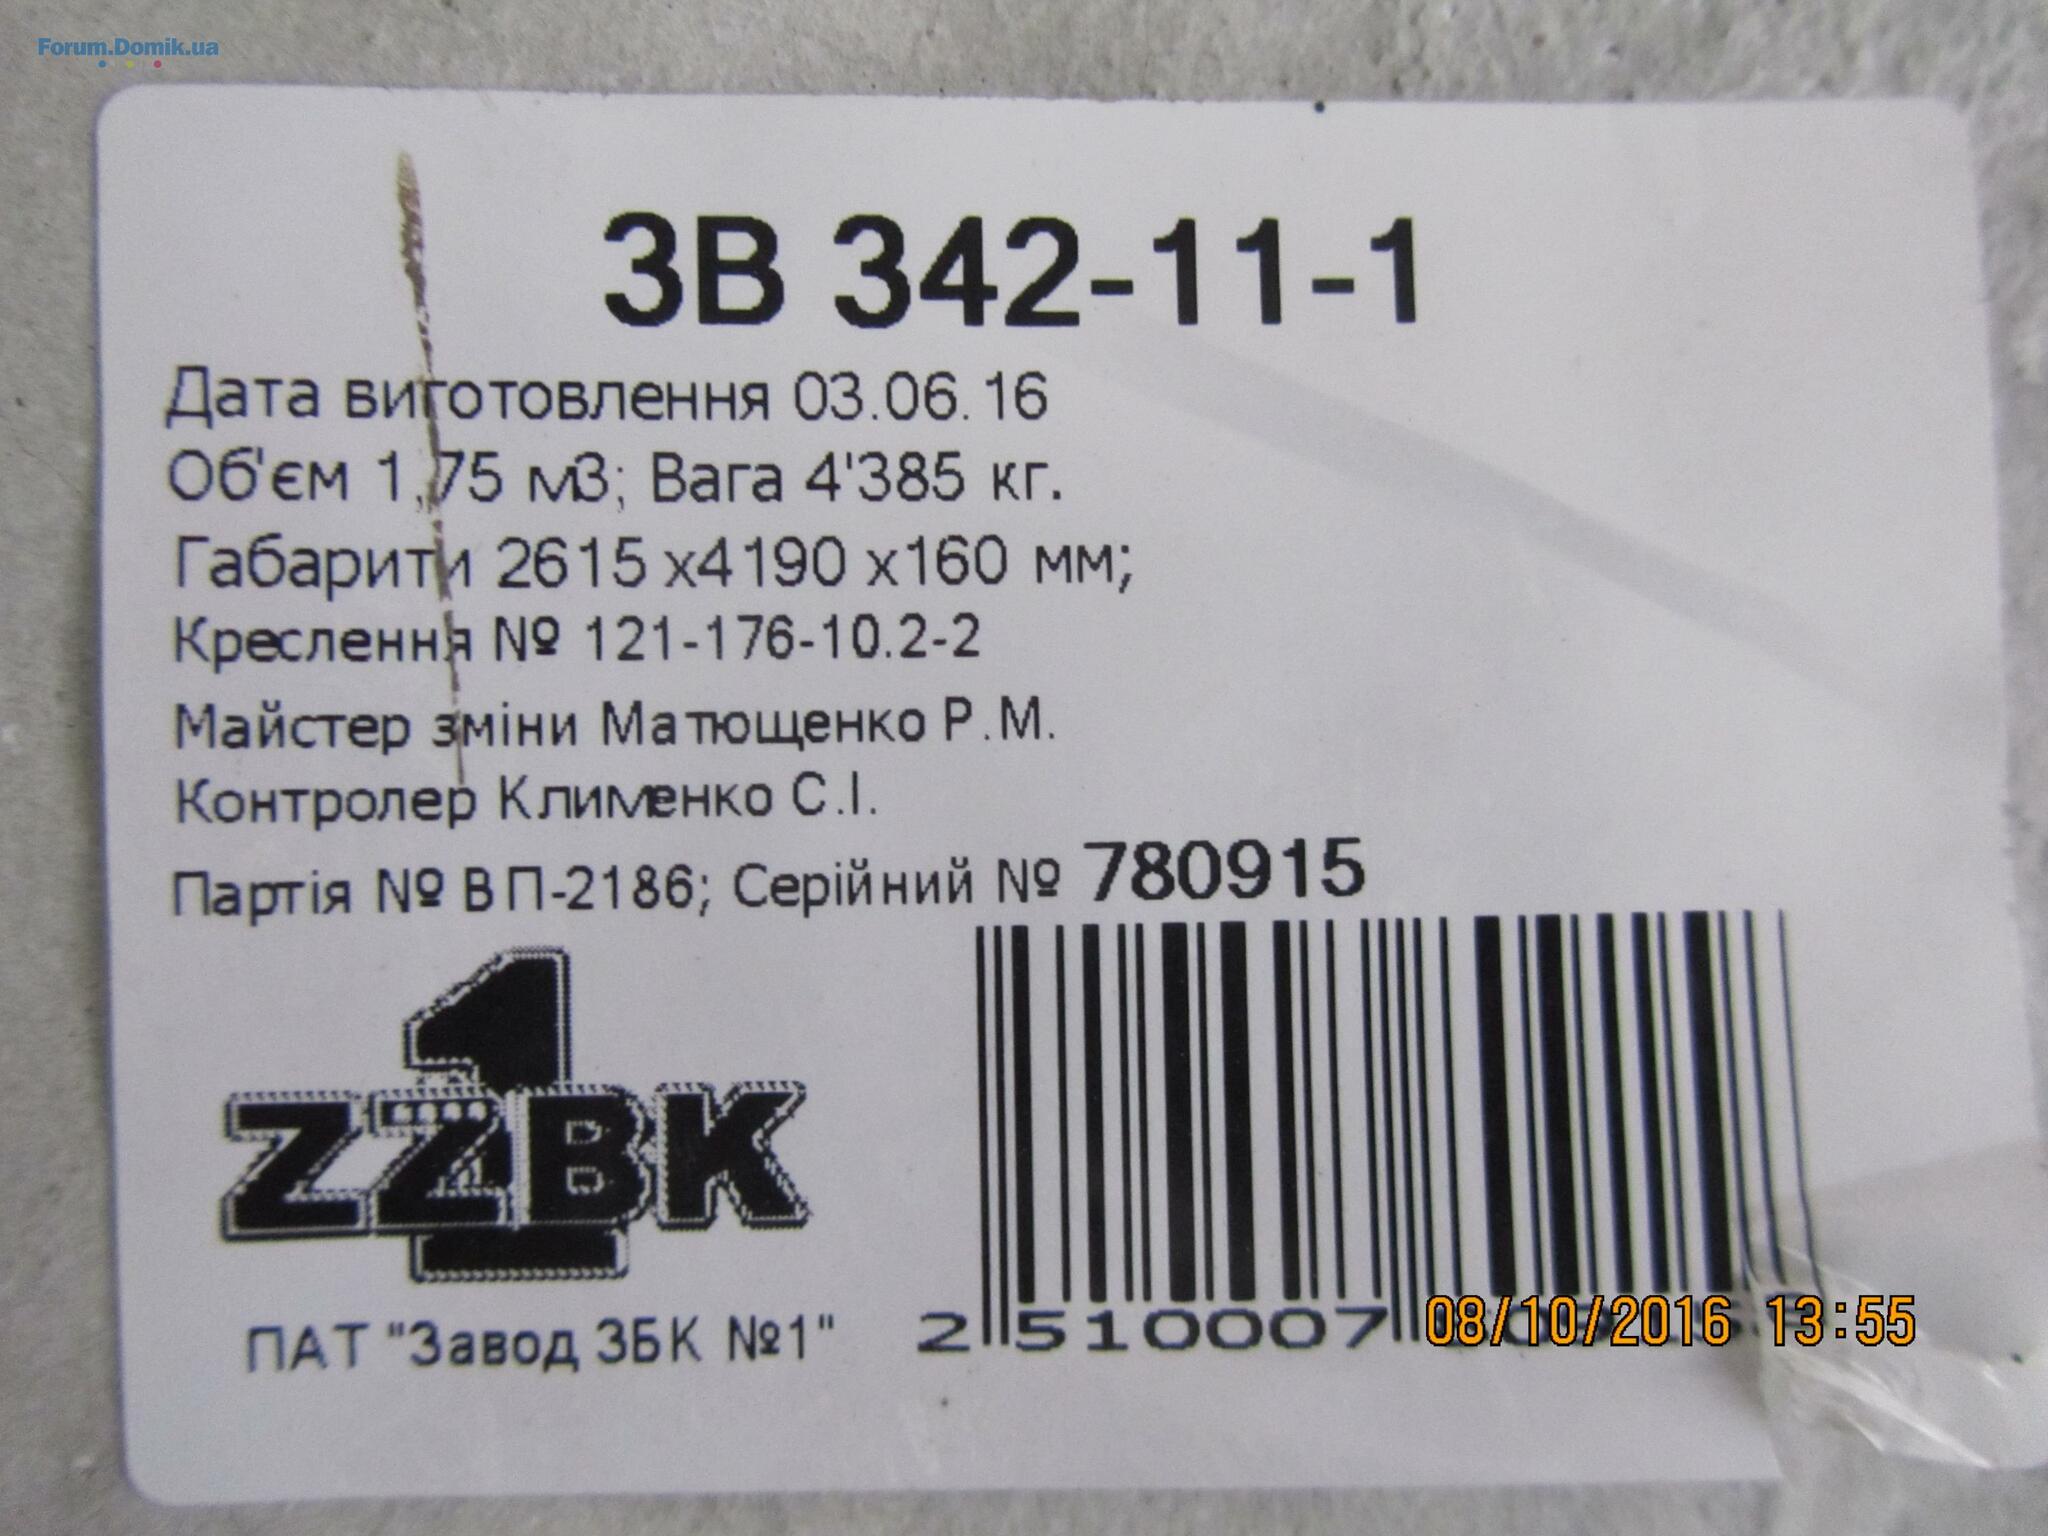 Forum.Domik.ua
3В 342-11-1
Дата виготовлення 03.06.16
Об'єм 1,75 м3; Вага 4'385 кг.
Габарити 2615 х4190 х160 мм;
Креслення № 121-176-10.2-2
Майстер зміни Матющенко Р.М.
Контролер Клименко С.І.
Партія № ВП-2186; Серійний № 780915
1
ZZBK
ПАТ "Завод ЗБК №1"
2 510007
08/10/2016 13:55